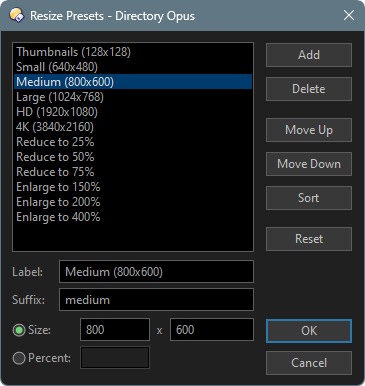 Resize Presets - Directory Opus
Thumbnails (128x128)
Small (640x480)
Medium (800x600)
Large (1024x768)
HD (1920x1080)
4K (3840x2160)
Reduce to 25%
Reduce to 50%
Reduce to 75%
Enlarge to 150%
Enlarge to 200%
Enlarge to 400%
Add
Delete
Move Up
Move Down
Sort
Reset
Label: Medium (800x600)
Suffix: medium
Size: 800 x 600
OK
Percent:
Cancel